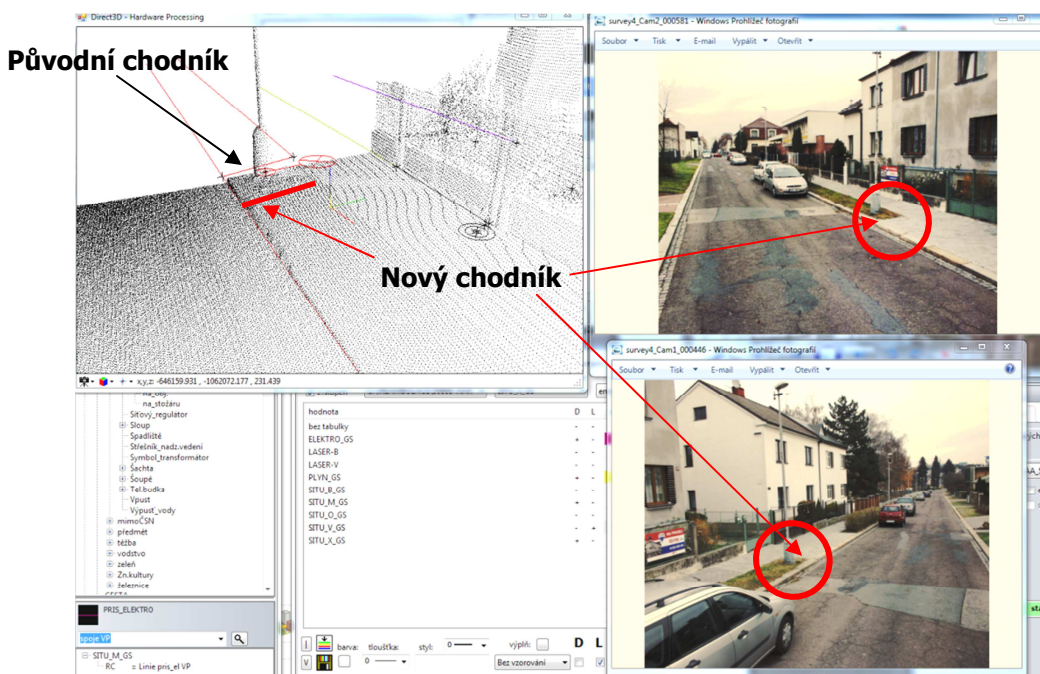 Direct3D - Hardware Processing
Původní chodník
Nový chodník
x,y,z: -646159.931 , -1062072.177 , 231.439
survey4_Cam2_000581 - Windows Prohlížeč fotografií
Soubor Tisk E-mail Vypálit Otevřít
survey4_Cam1_000446 - Windows Prohlížeč fotografií
Soubor Tisk E-mail Vypálit Otevřít
na_stožáru
Síťový_regulátor
Sloup
Spadliště
Střešník_nadz.vedení
Symbol_transformátor
Šachta
Šoupě
Tel.budka
Vpust
Výpusť_vody
mimoČSN
předmět
těžba
vodstvo
zeleň
Zn.kultury
železnice
CESTA
hodnota D L
bez tabulky - -
ELEKTRO_GS + -
LASER-B - -
LASER-V - -
PLYN_GS + -
SITU_B_GS - -
SITU_M_GS + -
SITU_O_GS - -
SITU_V_GS - +
SITU_X_GS + -
PRIS_ELEKTRO
spoje VP
SITU_M_GS
RC = Linie pris_el VP
I barva: tloušťka: styl: 0 výplň: D L
V 0 Bez vzorování